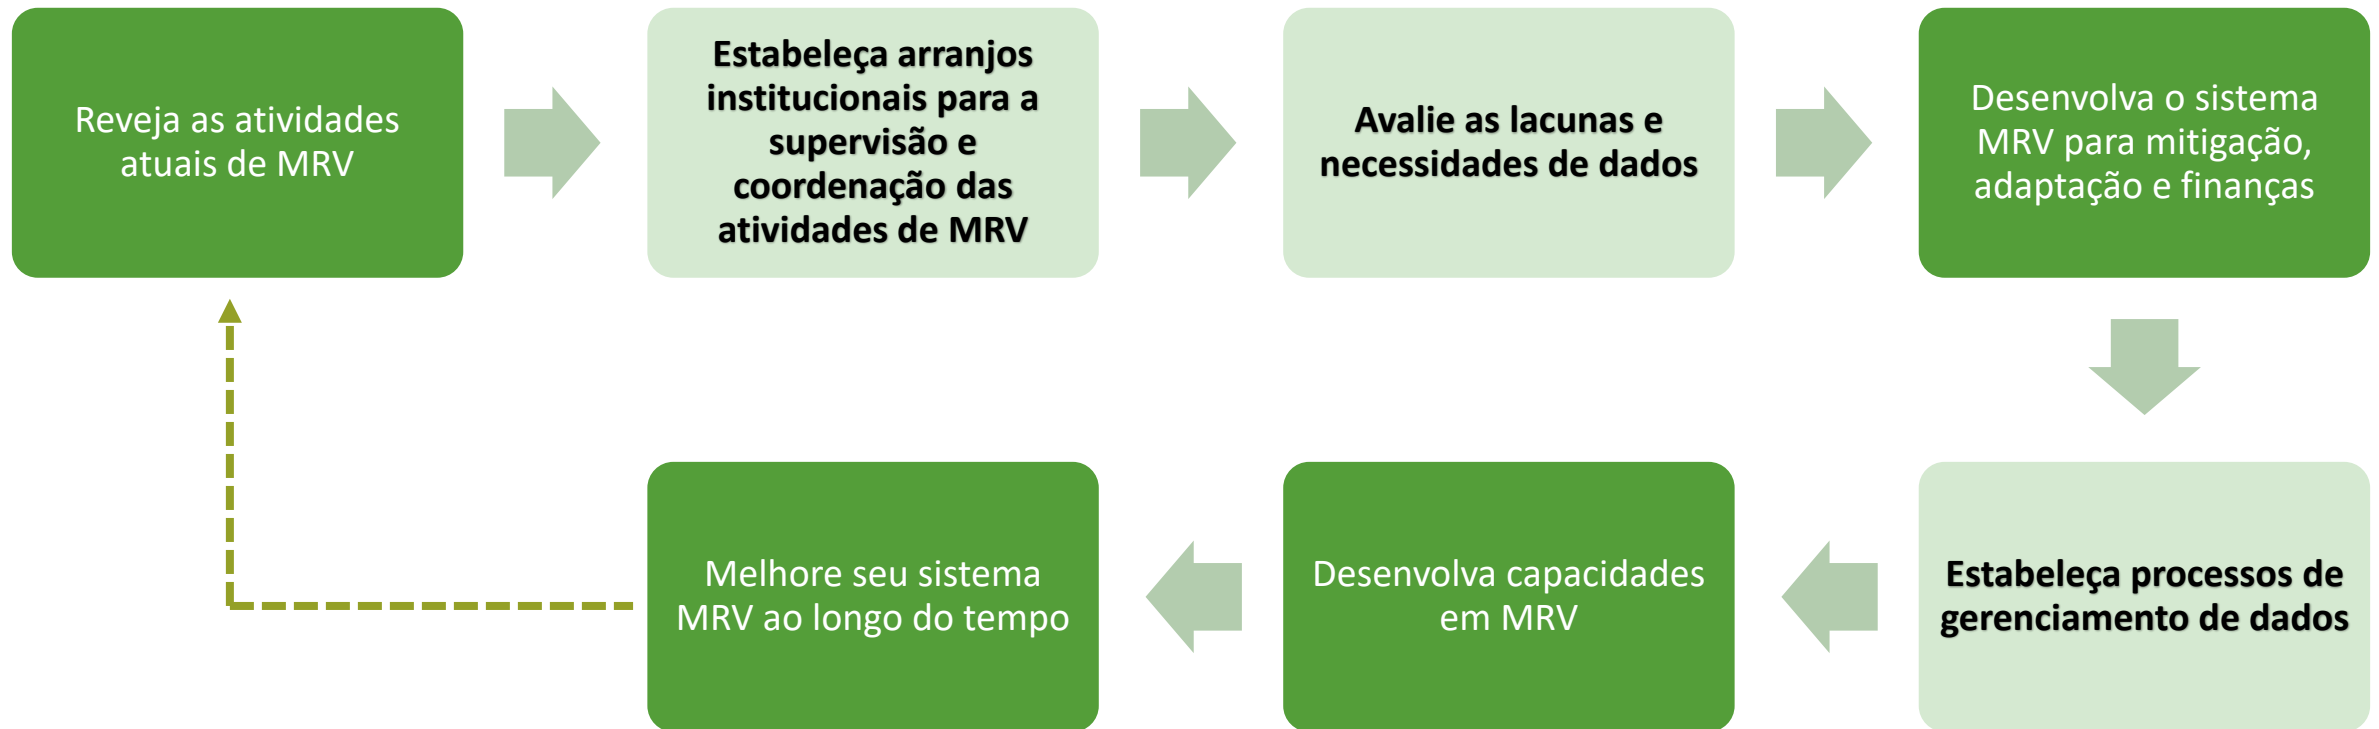 Reveja as atividades
atuais de MRV
Estabeleça arranjos
institucionais para a
supervisão e
coordenação das
atividades de MRV
Avalie as lacunas e
necessidades de dados
Desenvolva o sistema
MRV para mitigação,
adaptação e finanças
Estabeleça processos de
gerenciamento de dados
Desenvolva capacidades
em MRV
Melhore seu sistema
MRV ao longo do tempo